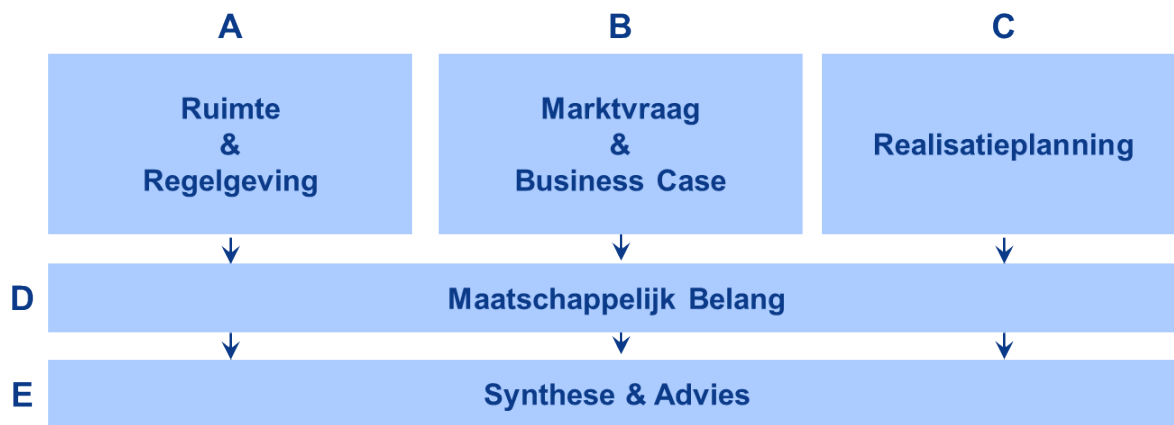 A
B
C
Ruimte
&
Regelgeving
Marktvraag
&
Business Case
Realisatieplanning
D
Maatschappelijk Belang
E
Synthese & Advies